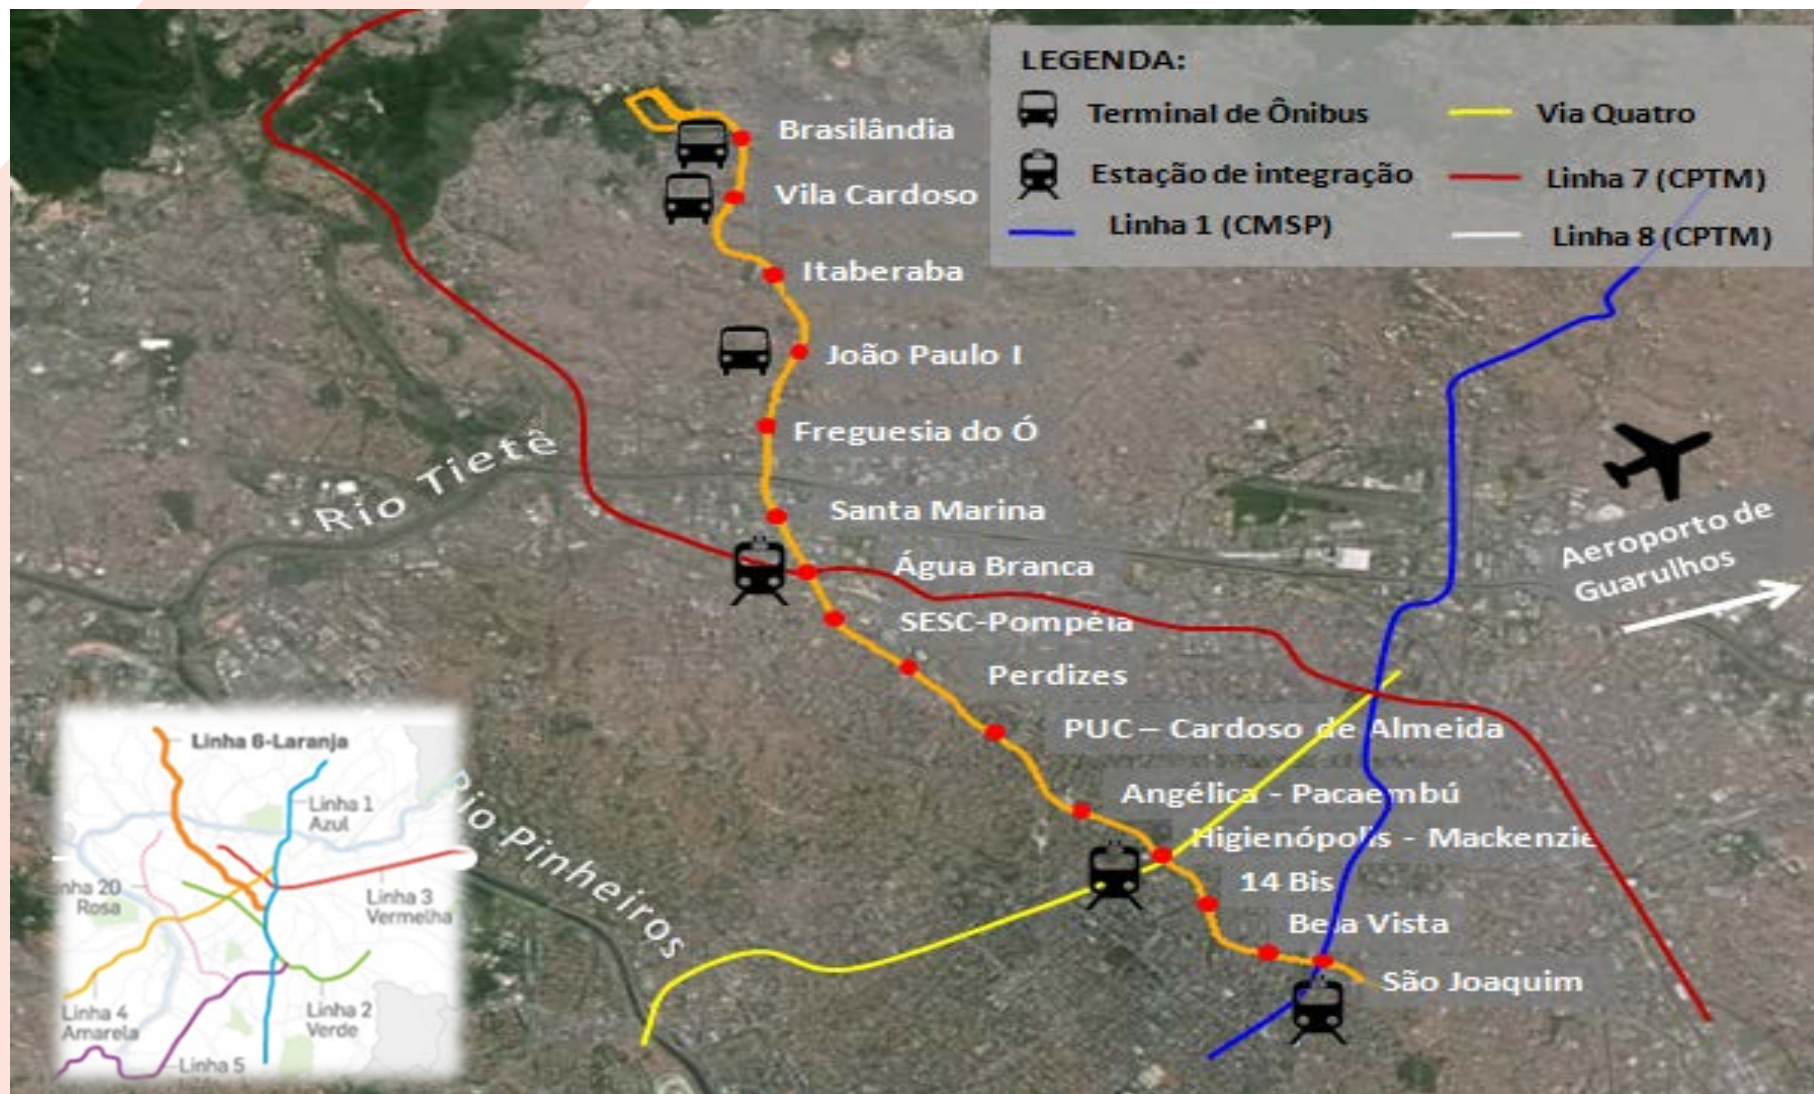 LEGENDA:
Terminal de Ônibus
Via Quatro
Estação de integração
Linha 7 (CPTM)
Linha 1 (CMSP)
Linha 8 (CPTM)
Brasilândia
Vila Cardoso
Itaberaba
João Paulo I
Freguesia do Ó
Rio Tietê
Santa Marina
Água Branca
SESC-Pompéia
Perdizes
PUC – Cardoso de Almeida
Angélica - Pacaembú
Higienópolis - Mackenzie
14 Bis
Bela Vista
São Joaquim
Aeroporto de
Guarulhos
Rio Pinheiros
Linha 6-Laranja
Linha 1
Azul
Linha 3
Vermelha
nha 20
Rosa
Linha 4
Amarela
Linha 2
Verde
Linha 5